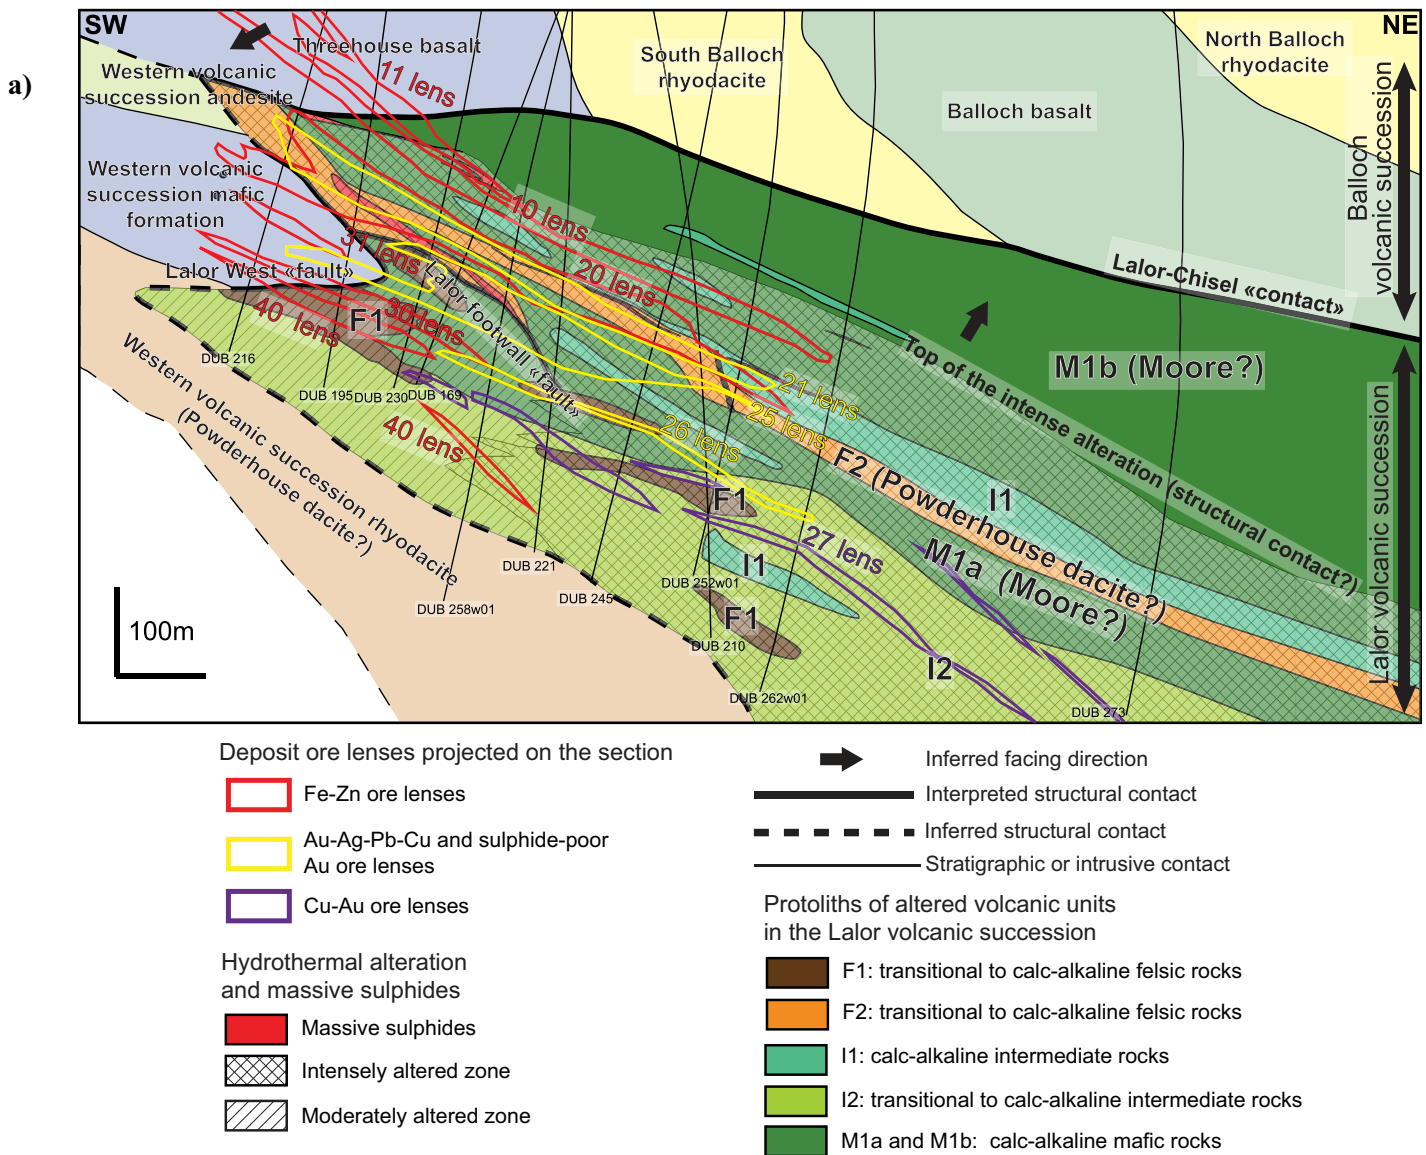 a)
SW
NE
Threehouse basalt
Western volcanic
succession andesite
11 lens
South Balloch
rhyodacite
North Balloch
rhyodacite
Balloch basalt
Balloch
volcanic succession
Western volcanic
succession mafic
formation
10 lens
Lalor-Chisel «contact»
31 lens
Lalor West «fault»
20 lens
Lalor footwall «fault»
40 lens
F1
30 lens
Top of the intense alteration (structural contact?)
M1b (Moore?)
DUB 216
DUB 195
DUB 230
DUB 169
21 lens
25 lens
26 lens
Western volcanic succession rhyodacite
(Powderhouse dacite?)
40 lens
F2 (Powderhouse dacite?)
I1
F1
27 lens
M1a (Moore?)
I1
Lalor volcanic succession
DUB 221
DUB 252w01
DUB 245
DUB 258w01
F1
100m
DUB 210
I2
DUB 262w01
DUB 273
Deposit ore lenses projected on the section
Fe-Zn ore lenses
Au-Ag-Pb-Cu and sulphide-poor
Au ore lenses
Cu-Au ore lenses
Hydrothermal alteration
and massive sulphides
Massive sulphides
Intensely altered zone
Moderately altered zone
Inferred facing direction
Interpreted structural contact
Inferred structural contact
Stratigraphic or intrusive contact
Protoliths of altered volcanic units
in the Lalor volcanic succession
F1: transitional to calc-alkaline felsic rocks
F2: transitional to calc-alkaline felsic rocks
I1: calc-alkaline intermediate rocks
I2: transitional to calc-alkaline intermediate rocks
M1a and M1b: calc-alkaline mafic rocks